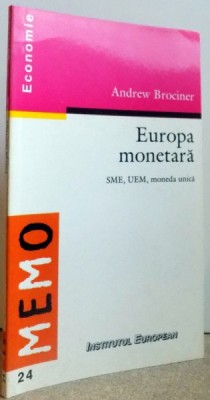 Economie
Andrew Brociner
Europa
monetară
SME, UEM, moneda unică
MEMO
24
INSTITUTUL EUROPEAN